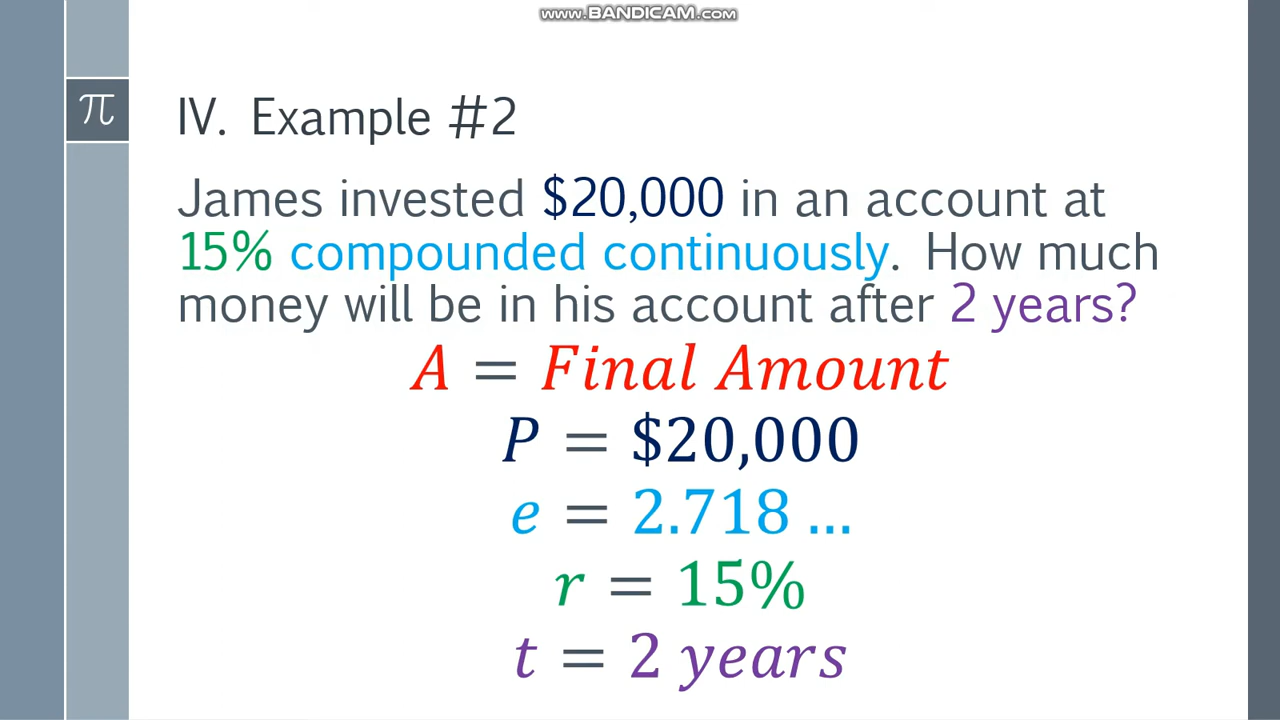 www.BANDICAM.com
π
IV. Example #2
James invested $20,000 in an account at
15% compounded continuously. How much
money will be in his account after 2 years?
A = Final Amount
P = $20,000
e = 2.718 ...
r = 15%
t = 2 years